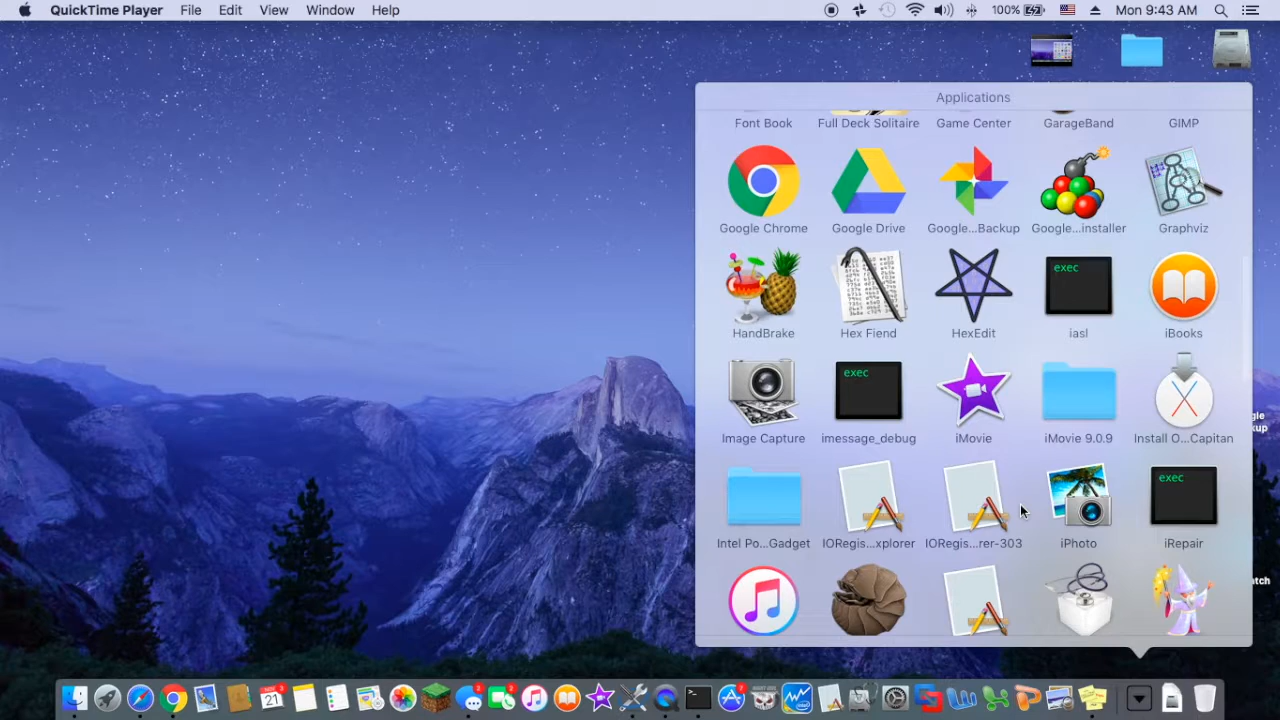 QuickTime Player File Edit View Window Help 100% Mon 9:43 AM
Applications
Font Book Full Deck Solitaire Game Center GarageBand GIMP
Google Chrome Google Drive Google...Backup Google...installer Graphviz
exec
HandBrake Hex Fiend HexEdit iasl iBooks
exec
Image Capture imessage_debug iMovie iMovie 9.0.9 Install O...Capitan
exec
Intel Po...Gadget IORegis...xplorer IORegis...rer-303 iPhoto iRepair